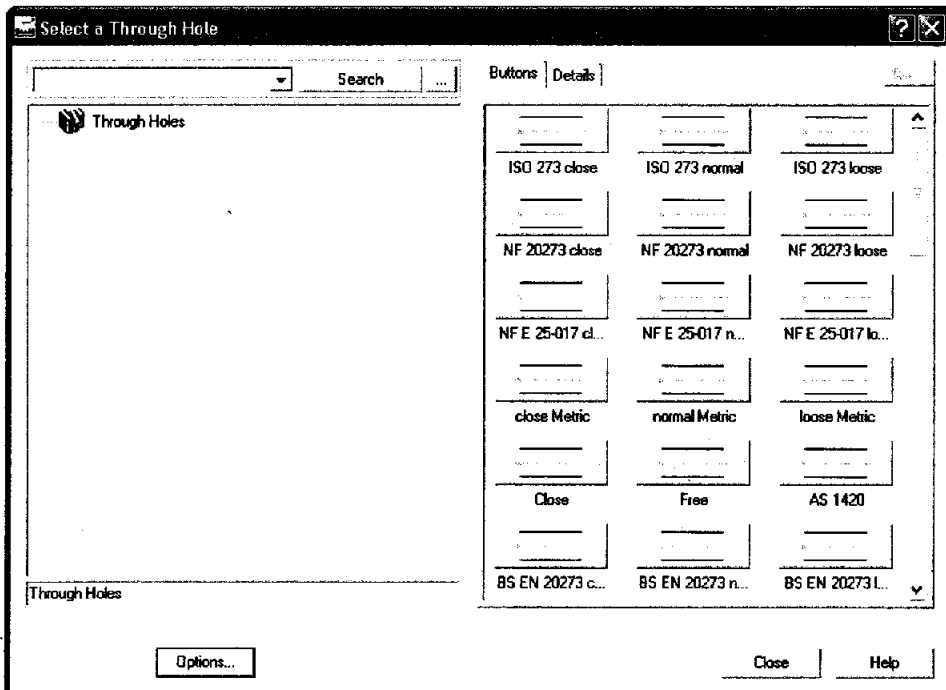 Select a Through Hole
Search ...
Through Holes
Through Holes
Buttons Details
ISO 273 close ISO 273 normal ISO 273 loose
NF 20273 close NF 20273 normal NF 20273 loose
NF E 25-017 cl... NF E 25-017 n... NF E 25-017 lo...
close Metric normal Metric loose Metric
Close Free AS 1420
BS EN 20273 c... BS EN 20273 n... BS EN 20273 l...
Options... Close Help